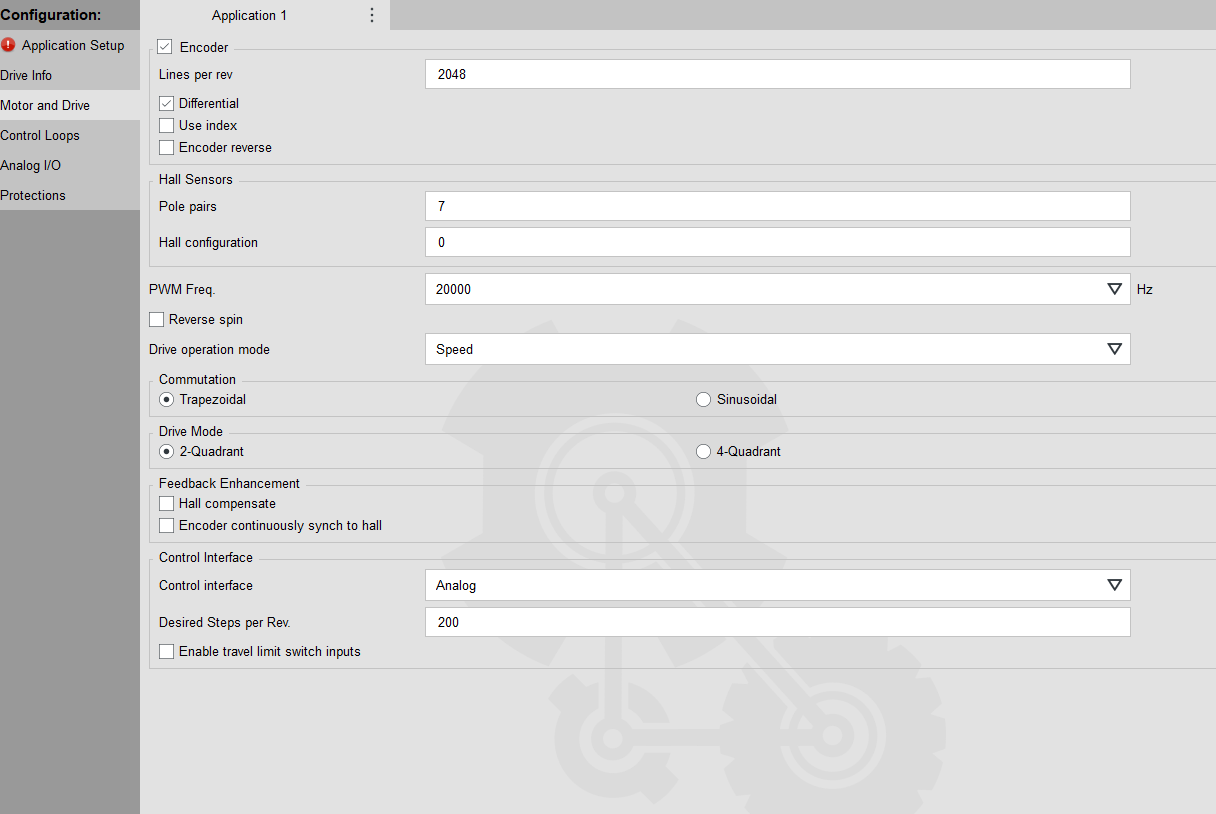 Configuration:
Application 1
Application Setup
Drive Info
Motor and Drive
Control Loops
Analog I/O
Protections
Encoder
Lines per rev 2048
Differential
Use index
Encoder reverse
Hall Sensors
Pole pairs 7
Hall configuration 0
PWM Freq. 20000 Hz
Reverse spin
Drive operation mode Speed
Commutation
Trapezoidal Sinusoidal
Drive Mode
2-Quadrant 4-Quadrant
Feedback Enhancement
Hall compensate
Encoder continuously synch to hall
Control Interface
Control interface Analog
Desired Steps per Rev. 200
Enable travel limit switch inputs